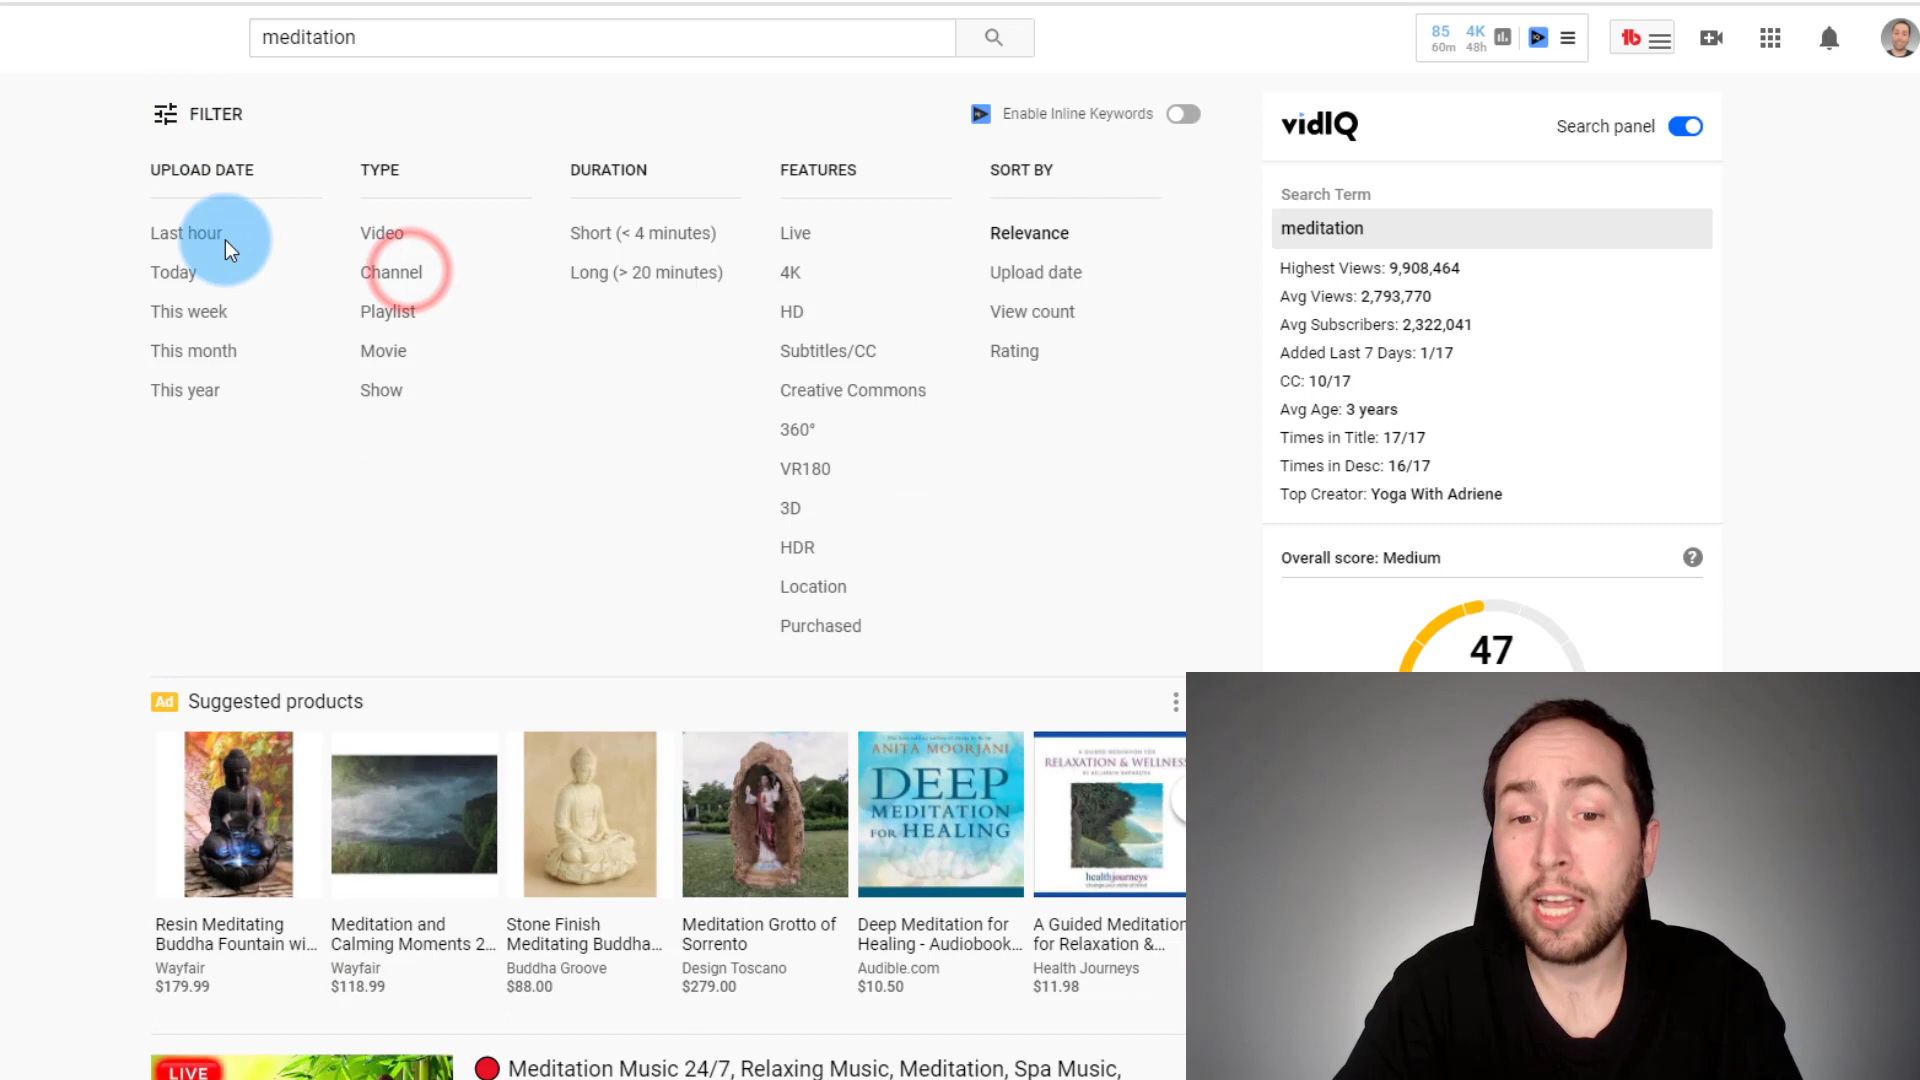 meditation
85 4K
60m 48h
FILTER
Enable Inline Keywords
vidIQ
Search panel
UPLOAD DATE
Last hour
Today
This week
This month
This year
TYPE
Video
Channel
Playlist
Movie
Show
DURATION
Short (< 4 minutes)
Long (> 20 minutes)
FEATURES
Live
4K
HD
Subtitles/CC
Creative Commons
360°
VR180
3D
HDR
Location
Purchased
SORT BY
Relevance
Upload date
View count
Rating
Search Term
meditation
Highest Views: 9,908,464
Avg Views: 2,793,770
Avg Subscribers: 2,322,041
Added Last 7 Days: 1/17
CC: 10/17
Avg Age: 3 years
Times in Title: 17/17
Times in Desc: 16/17
Top Creator: Yoga With Adriene
Overall score: Medium
?
47
Ad Suggested products
ANITA MOORJANI
DEEP
MEDITATION
FOR HEALING
A GUIDED MEDITATION FOR
RELAXATION & WELLNESS
healthjourneys
Resin Meditating
Buddha Fountain wi...
Wayfair
$179.99
Meditation and
Calming Moments 2...
Wayfair
$118.99
Stone Finish
Meditating Buddha...
Buddha Groove
$88.00
Meditation Grotto of
Sorrento
Design Toscano
$279.00
Deep Meditation for
Healing - Audiobook...
Audible.com
$10.50
A Guided Meditation
for Relaxation &...
Health Journeys
$11.98
LIVE
Meditation Music 24/7, Relaxing Music, Meditation, Spa Music,